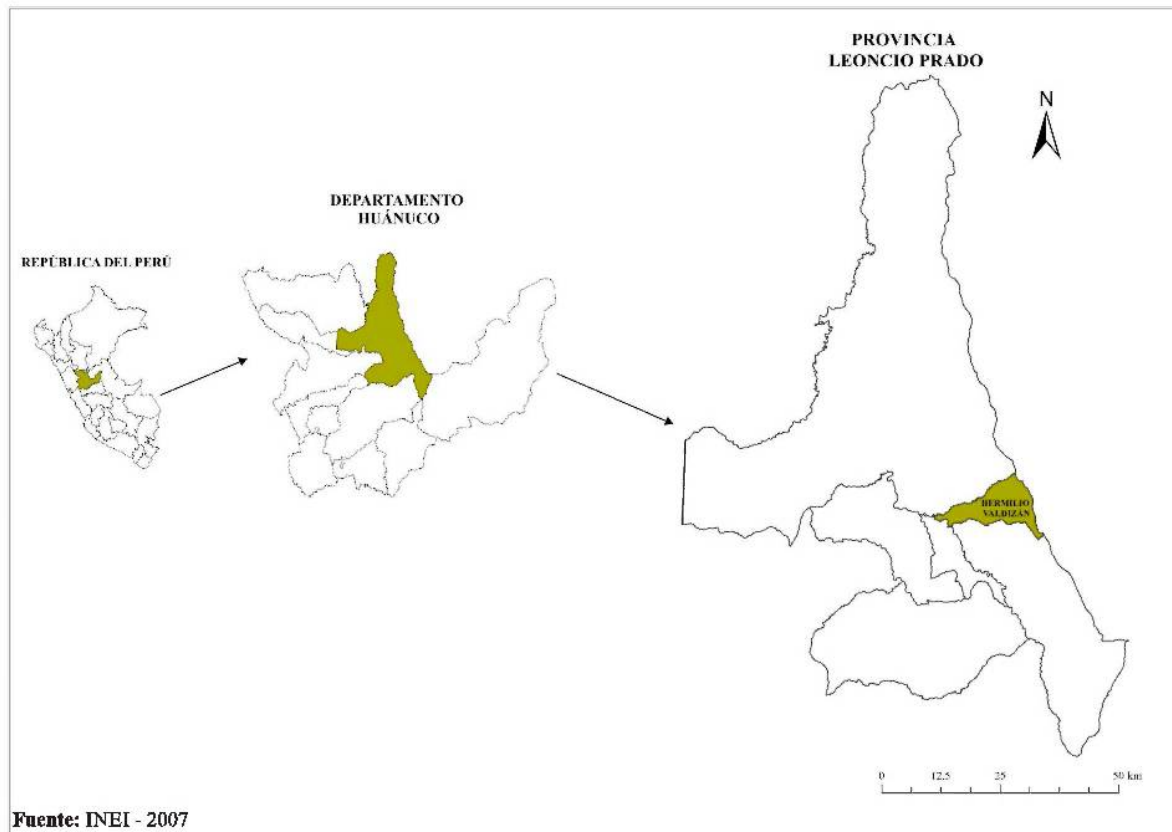 REPÚBLICA DEL PERÚ
DEPARTAMENTO
HUÁNUCO
PROVINCIA
LEONCIO PRADO
N
HERMILIO
VALDIZÁN
0 12.5 25 50 km
Fuente: INEI - 2007